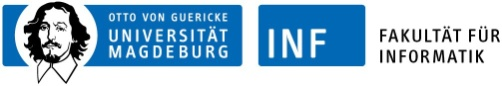 OTTO VON GUERICKE
UNIVERSITÄT
MAGDEBURG
INF
FAKULTÄT FÜR
INFORMATIK